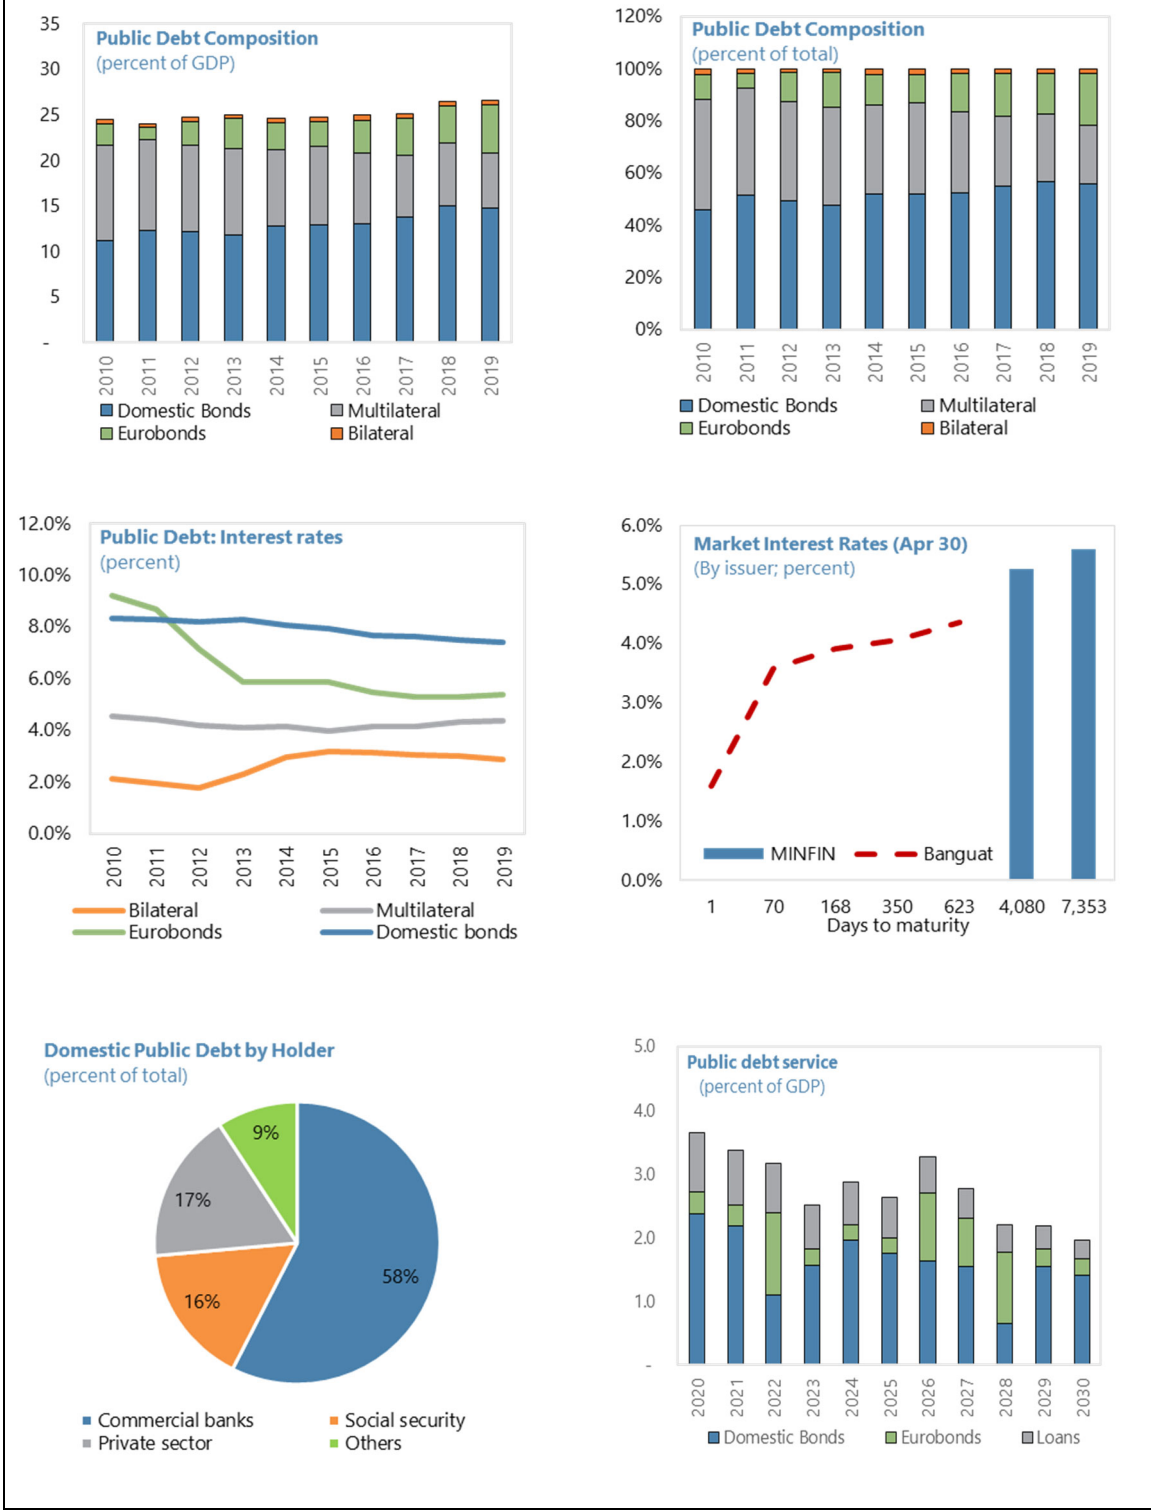 Public Debt Composition
(percent of GDP)
35
30
25
20
15
10
5
-
2010 2011 2012 2013 2014 2015 2016 2017 2018 2019
Domestic Bonds Multilateral
Eurobonds Bilateral
Public Debt Composition
(percent of total)
120%
100%
80%
60%
40%
20%
0%
2010 2011 2012 2013 2014 2015 2016 2017 2018 2019
Domestic Bonds Multilateral
Eurobonds Bilateral
Public Debt: Interest rates
(percent)
12.0%
10.0%
8.0%
6.0%
4.0%
2.0%
0.0%
2010 2011 2012 2013 2014 2015 2016 2017 2018 2019
Bilateral Multilateral
Eurobonds Domestic bonds
Market Interest Rates (Apr 30)
(By issuer; percent)
6.0%
5.0%
4.0%
3.0%
2.0%
1.0%
0.0%
MINFIN Banguat
1 70 168 350 623 4,080 7,353
Days to maturity
Domestic Public Debt by Holder
(percent of total)
9%
17%
58%
16%
Commercial banks Social security
Private sector Others
Public debt service
(percent of GDP)
5.0
4.0
3.0
2.0
1.0
-
2020 2021 2022 2023 2024 2025 2026 2027 2028 2029 2030
Domestic Bonds Eurobonds Loans